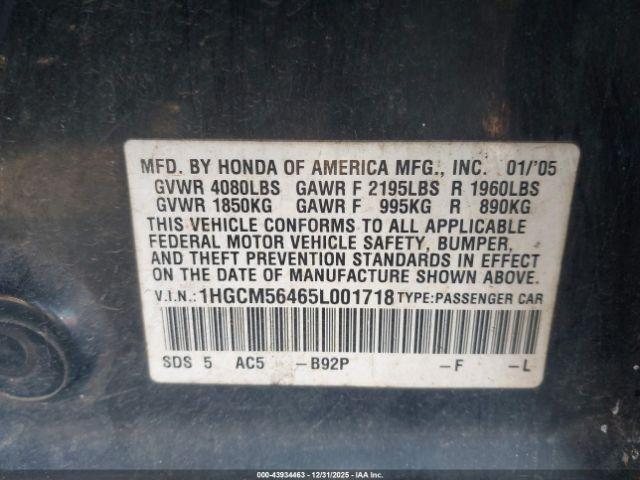 MFD. BY HONDA OF AMERICA MFG., INC. 01/'05
GVWR 4080LBS GAWR F 2195LBS R 1960LBS
GVWR 1850KG GAWR F 995KG R 890KG
THIS VEHICLE CONFORMS TO ALL APPLICABLE
FEDERAL MOTOR VEHICLE SAFETY, BUMPER,
AND THEFT PREVENTION STANDARDS IN EFFECT
ON THE DATE OF MANUFACTURE SHOWN ABOVE.
V.I.N.: 1HGCM56465L001718 TYPE: PASSENGER CAR
SDS 5 AC5 -B92P -F -L
000-43934463 - 12/31/2025 - IAA Inc.